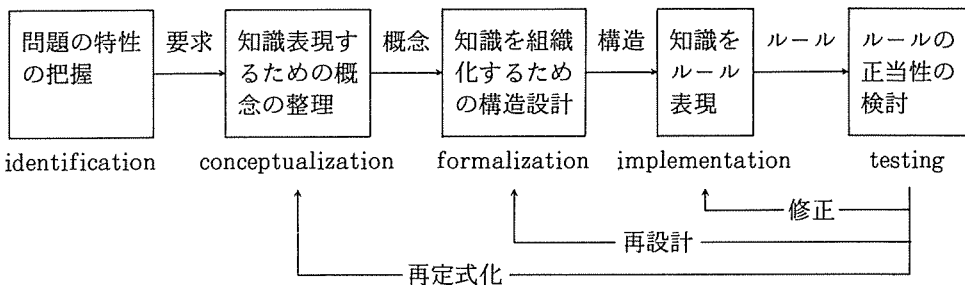 問題の特性
の把握
要求
知識表現す
るための概
念の整理
概念
知識を組織
化するため
の構造設計
構造
知識を
ルール
表現
ルール
ルールの
正当性の
検討
identification
conceptualization
formalization
implementation
testing
修正
再設計
再定式化